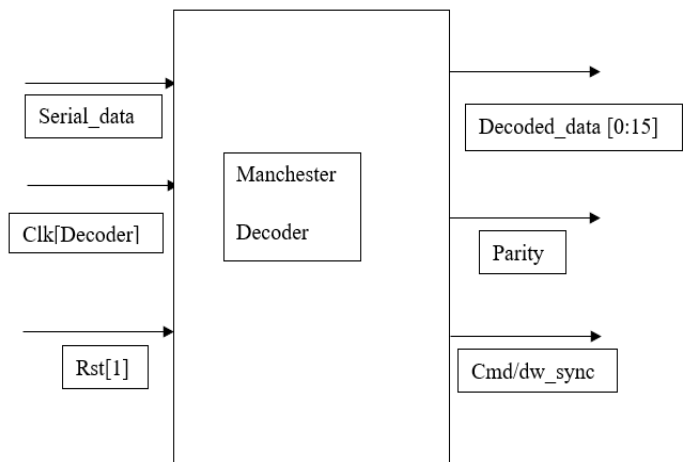 Serial_data
Clk[Decoder]
Rst[1]
Manchester
Decoder
Decoded_data [0:15]
Parity
Cmd/dw_sync